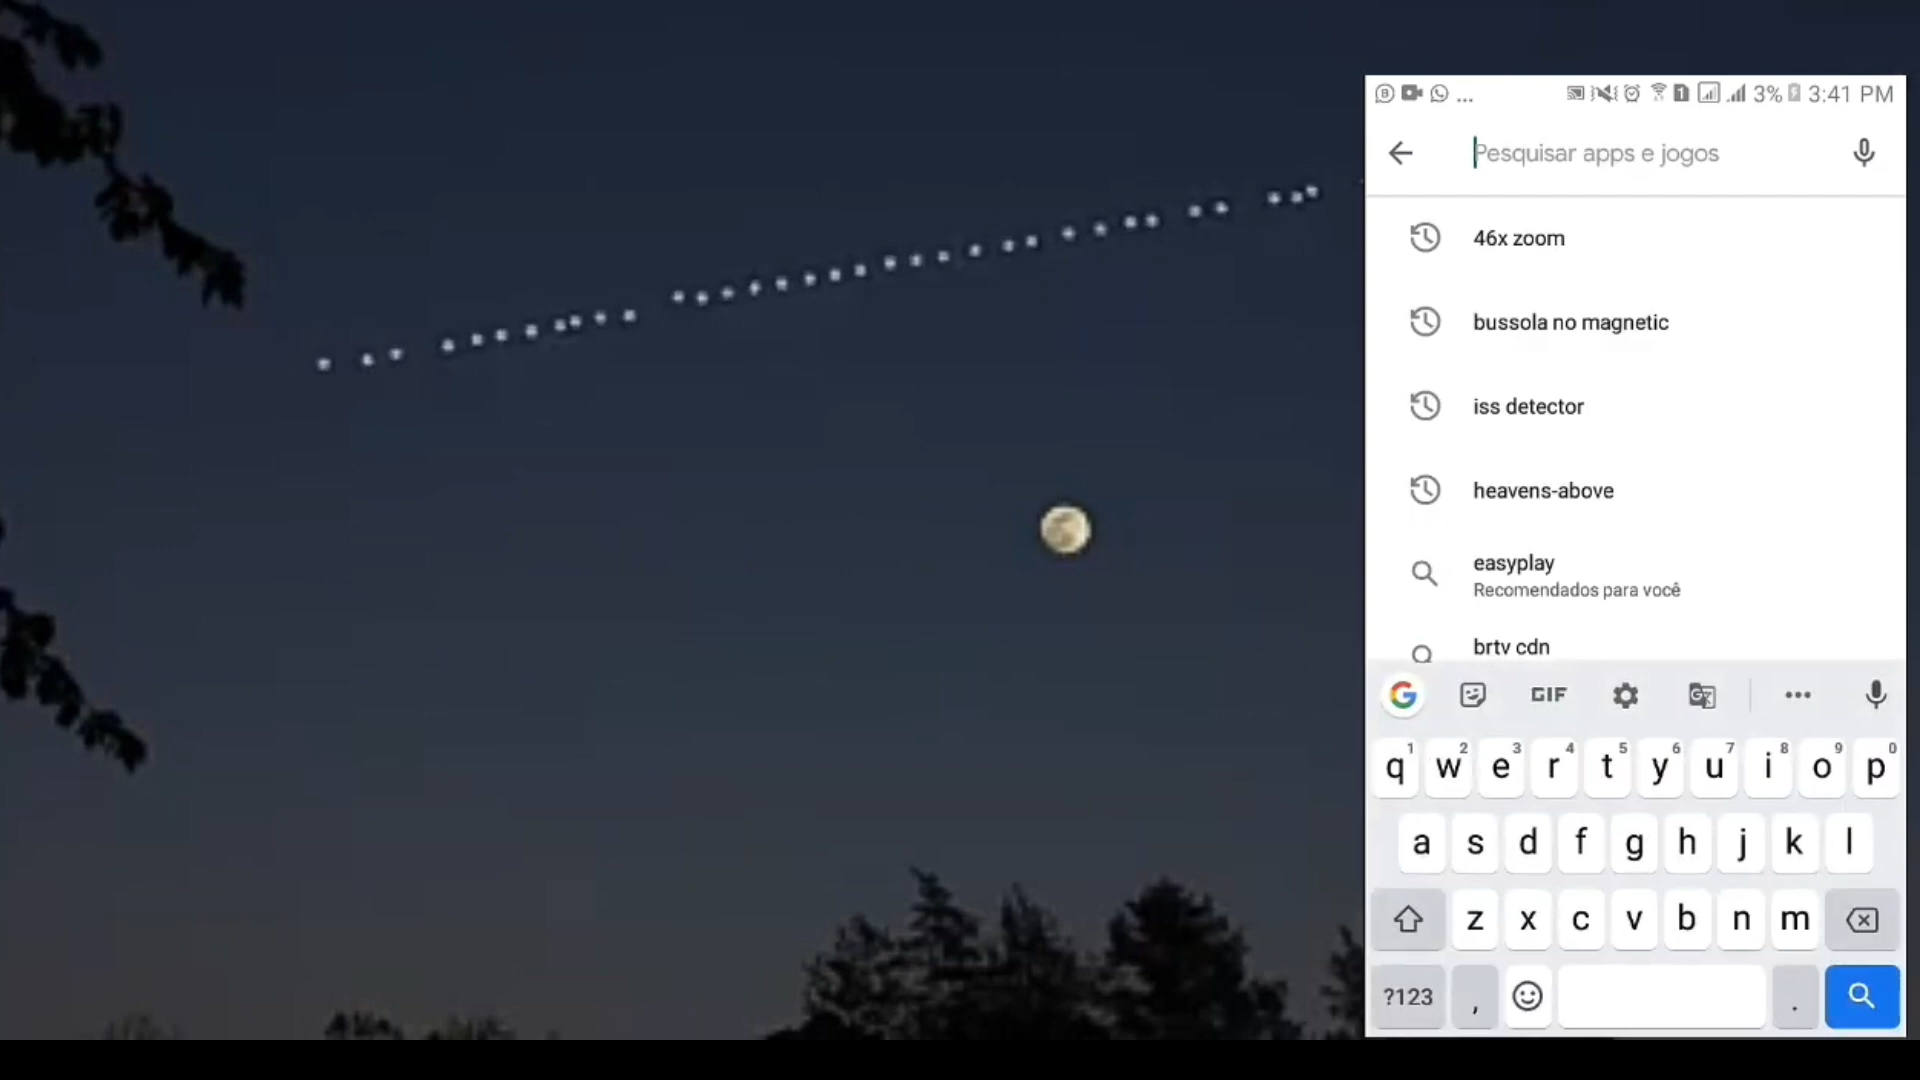 ... 1 3% 3:41 PM
Pesquisar apps e jogos
46x zoom
bussola no magnetic
iss detector
heavens-above
easyplay
Recomendados para você
brtv cdn
G GIF G
1 2 3 4 5 6 7 8 9 0
q w e r t y u i o p
a s d f g h j k l
z x c v b n m
?123 , .